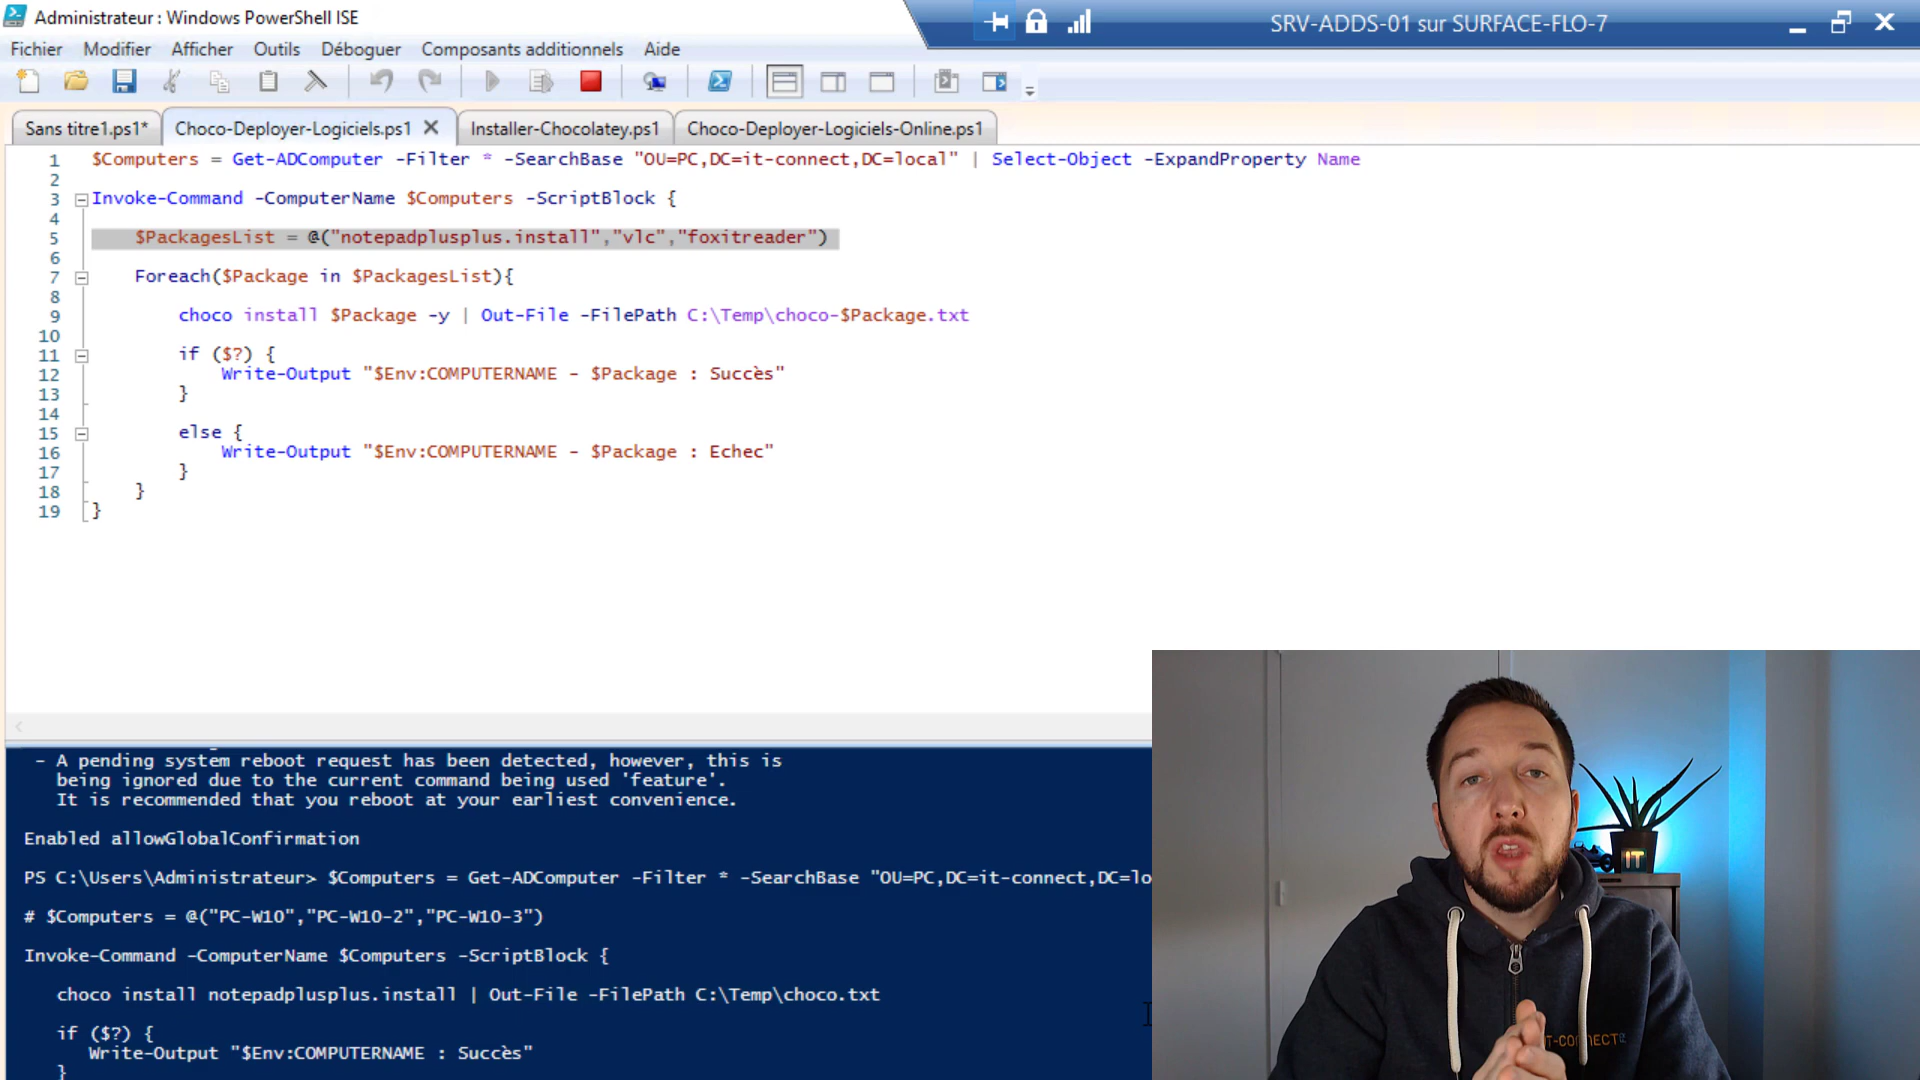 Administrateur : Windows PowerShell ISE
SRV-ADDS-01 sur SURFACE-FLO-7
Fichier Modifier Afficher Outils Déboguer Composants additionnels Aide
Sans titre1.ps1* Choco-Deployer-Logiciels.ps1 Installer-Chocolatey.ps1 Choco-Deployer-Logiciels-Online.ps1
1 $Computers = Get-ADComputer -Filter * -SearchBase "OU=PC,DC=it-connect,DC=local" | Select-Object -ExpandProperty Name
2
3 Invoke-Command -ComputerName $Computers -ScriptBlock {
4
5 $PackagesList = @("notepadplusplus.install","vlc","foxitreader")
6
7 Foreach($Package in $PackagesList){
8
9 choco install $Package -y | Out-File -FilePath C:\Temp\choco-$Package.txt
10
11 if ($?) {
12 Write-Output "$Env:COMPUTERNAME - $Package : Succès"
13 }
14
15 else {
16 Write-Output "$Env:COMPUTERNAME - $Package : Echec"
17 }
18 }
19 }
- A pending system reboot request has been detected, however, this is
being ignored due to the current command being used 'feature'.
It is recommended that you reboot at your earliest convenience.
Enabled allowGlobalConfirmation
PS C:\Users\Administrateur> $Computers = Get-ADComputer -Filter * -SearchBase "OU=PC,DC=it-connect,DC=lo
# $Computers = @("PC-W10","PC-W10-2","PC-W10-3")
Invoke-Command -ComputerName $Computers -ScriptBlock {
choco install notepadplusplus.install | Out-File -FilePath C:\Temp\choco.txt
if ($?) {
Write-Output "$Env:COMPUTERNAME : Succès"
}
IT
IT-CONNECT